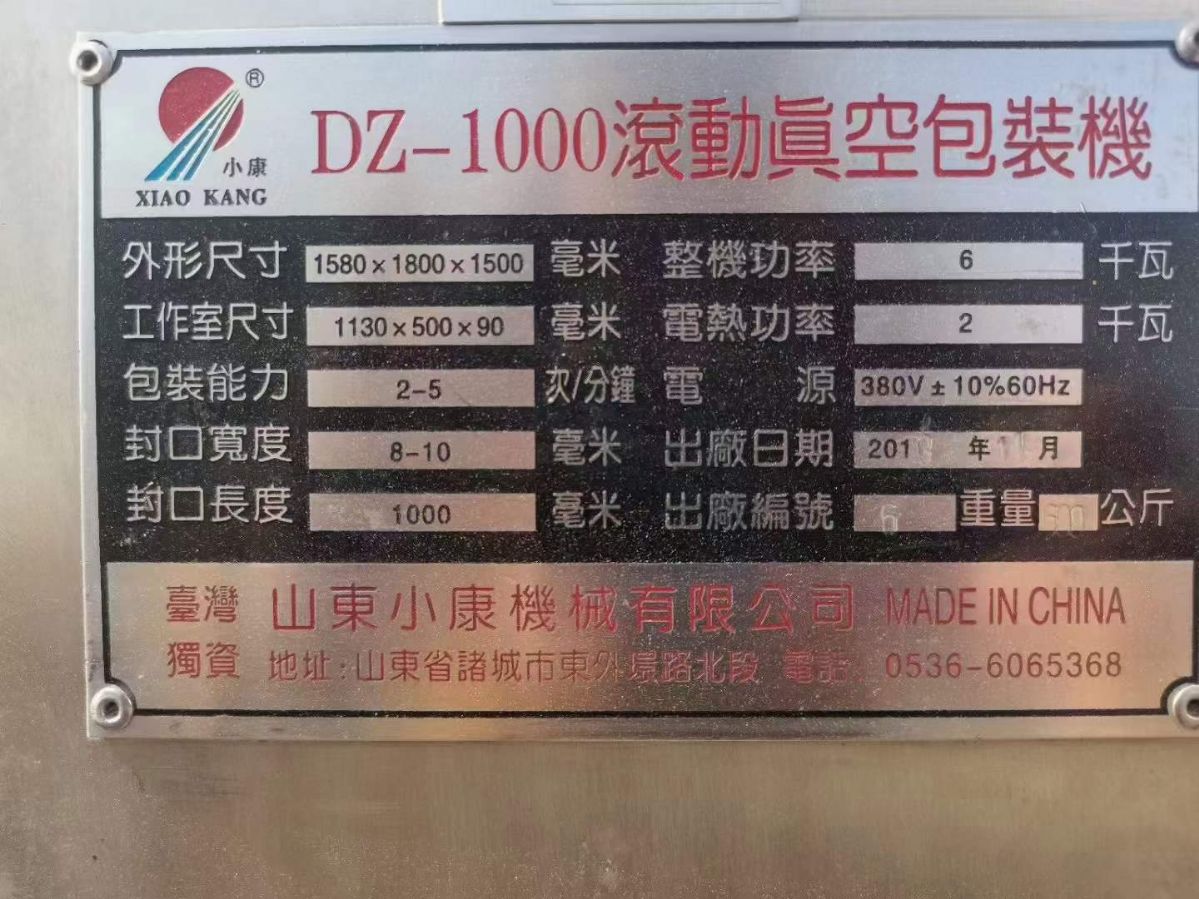 ® 小康
XIAO KANG
DZ-1000滾動眞空包裝機
外形尺寸 1580×1800×1500 毫米 整機功率 6 千瓦
工作室尺寸 1130×500×90 毫米 電熱功率 2 千瓦
包裝能力 2-5 次/分鐘 電源 380V±10%60Hz
封口寬度 8-10 毫米 出廠日期 201 年 月
封口長度 1000 毫米 出廠編號 6 重量 公斤
臺灣獨資 山東小康機械有限公司 MADE IN CHINA
地址:山東省諸城市東外環路北段 電話: 0536-6065368